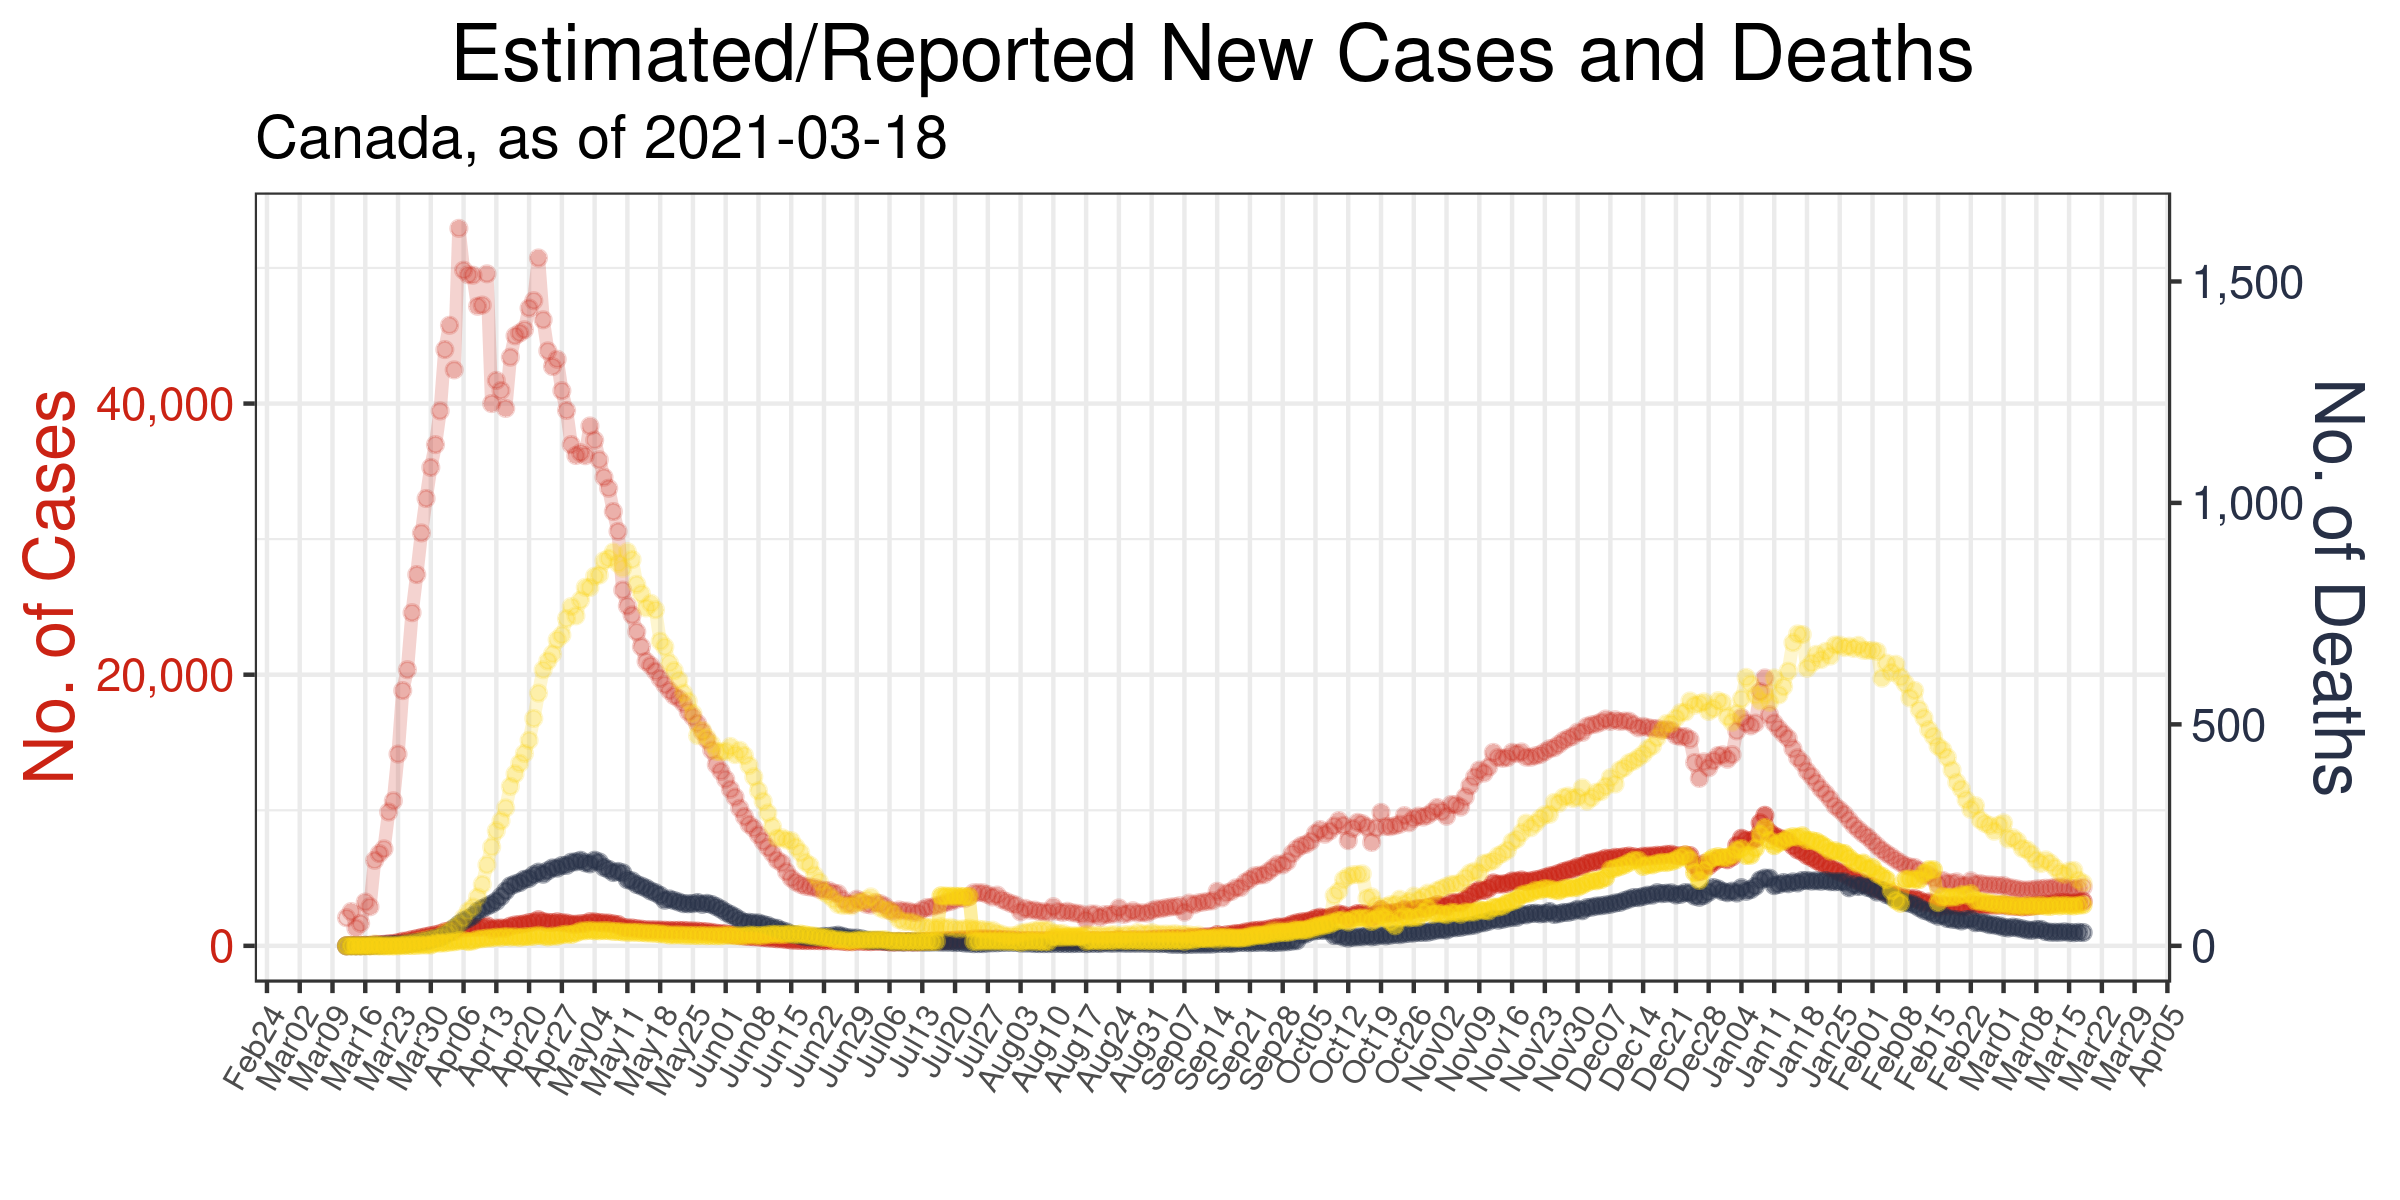 Estimated/Reported New Cases and Deaths
Canada, as of 2021-03-18
No. of Cases
40,000
20,000
0
1,500
1,000
500
0
No. of Deaths
Feb24 Mar02 Mar09 Mar16 Mar23 Mar30 Apr06 Apr13 Apr20 Apr27 May04 May11 May18 May25 Jun01 Jun08 Jun15 Jun22 Jun29 Jul06 Jul13 Jul20 Jul27 Aug03 Aug10 Aug17 Aug24 Aug31 Sep07 Sep14 Sep21 Sep28 Oct05 Oct12 Oct19 Oct26 Nov02 Nov09 Nov16 Nov23 Nov30 Dec07 Dec14 Dec21 Dec28 Jan04 Jan11 Jan18 Jan25 Feb01 Feb08 Feb15 Feb22 Mar01 Mar08 Mar15 Mar22 Mar29 Apr05